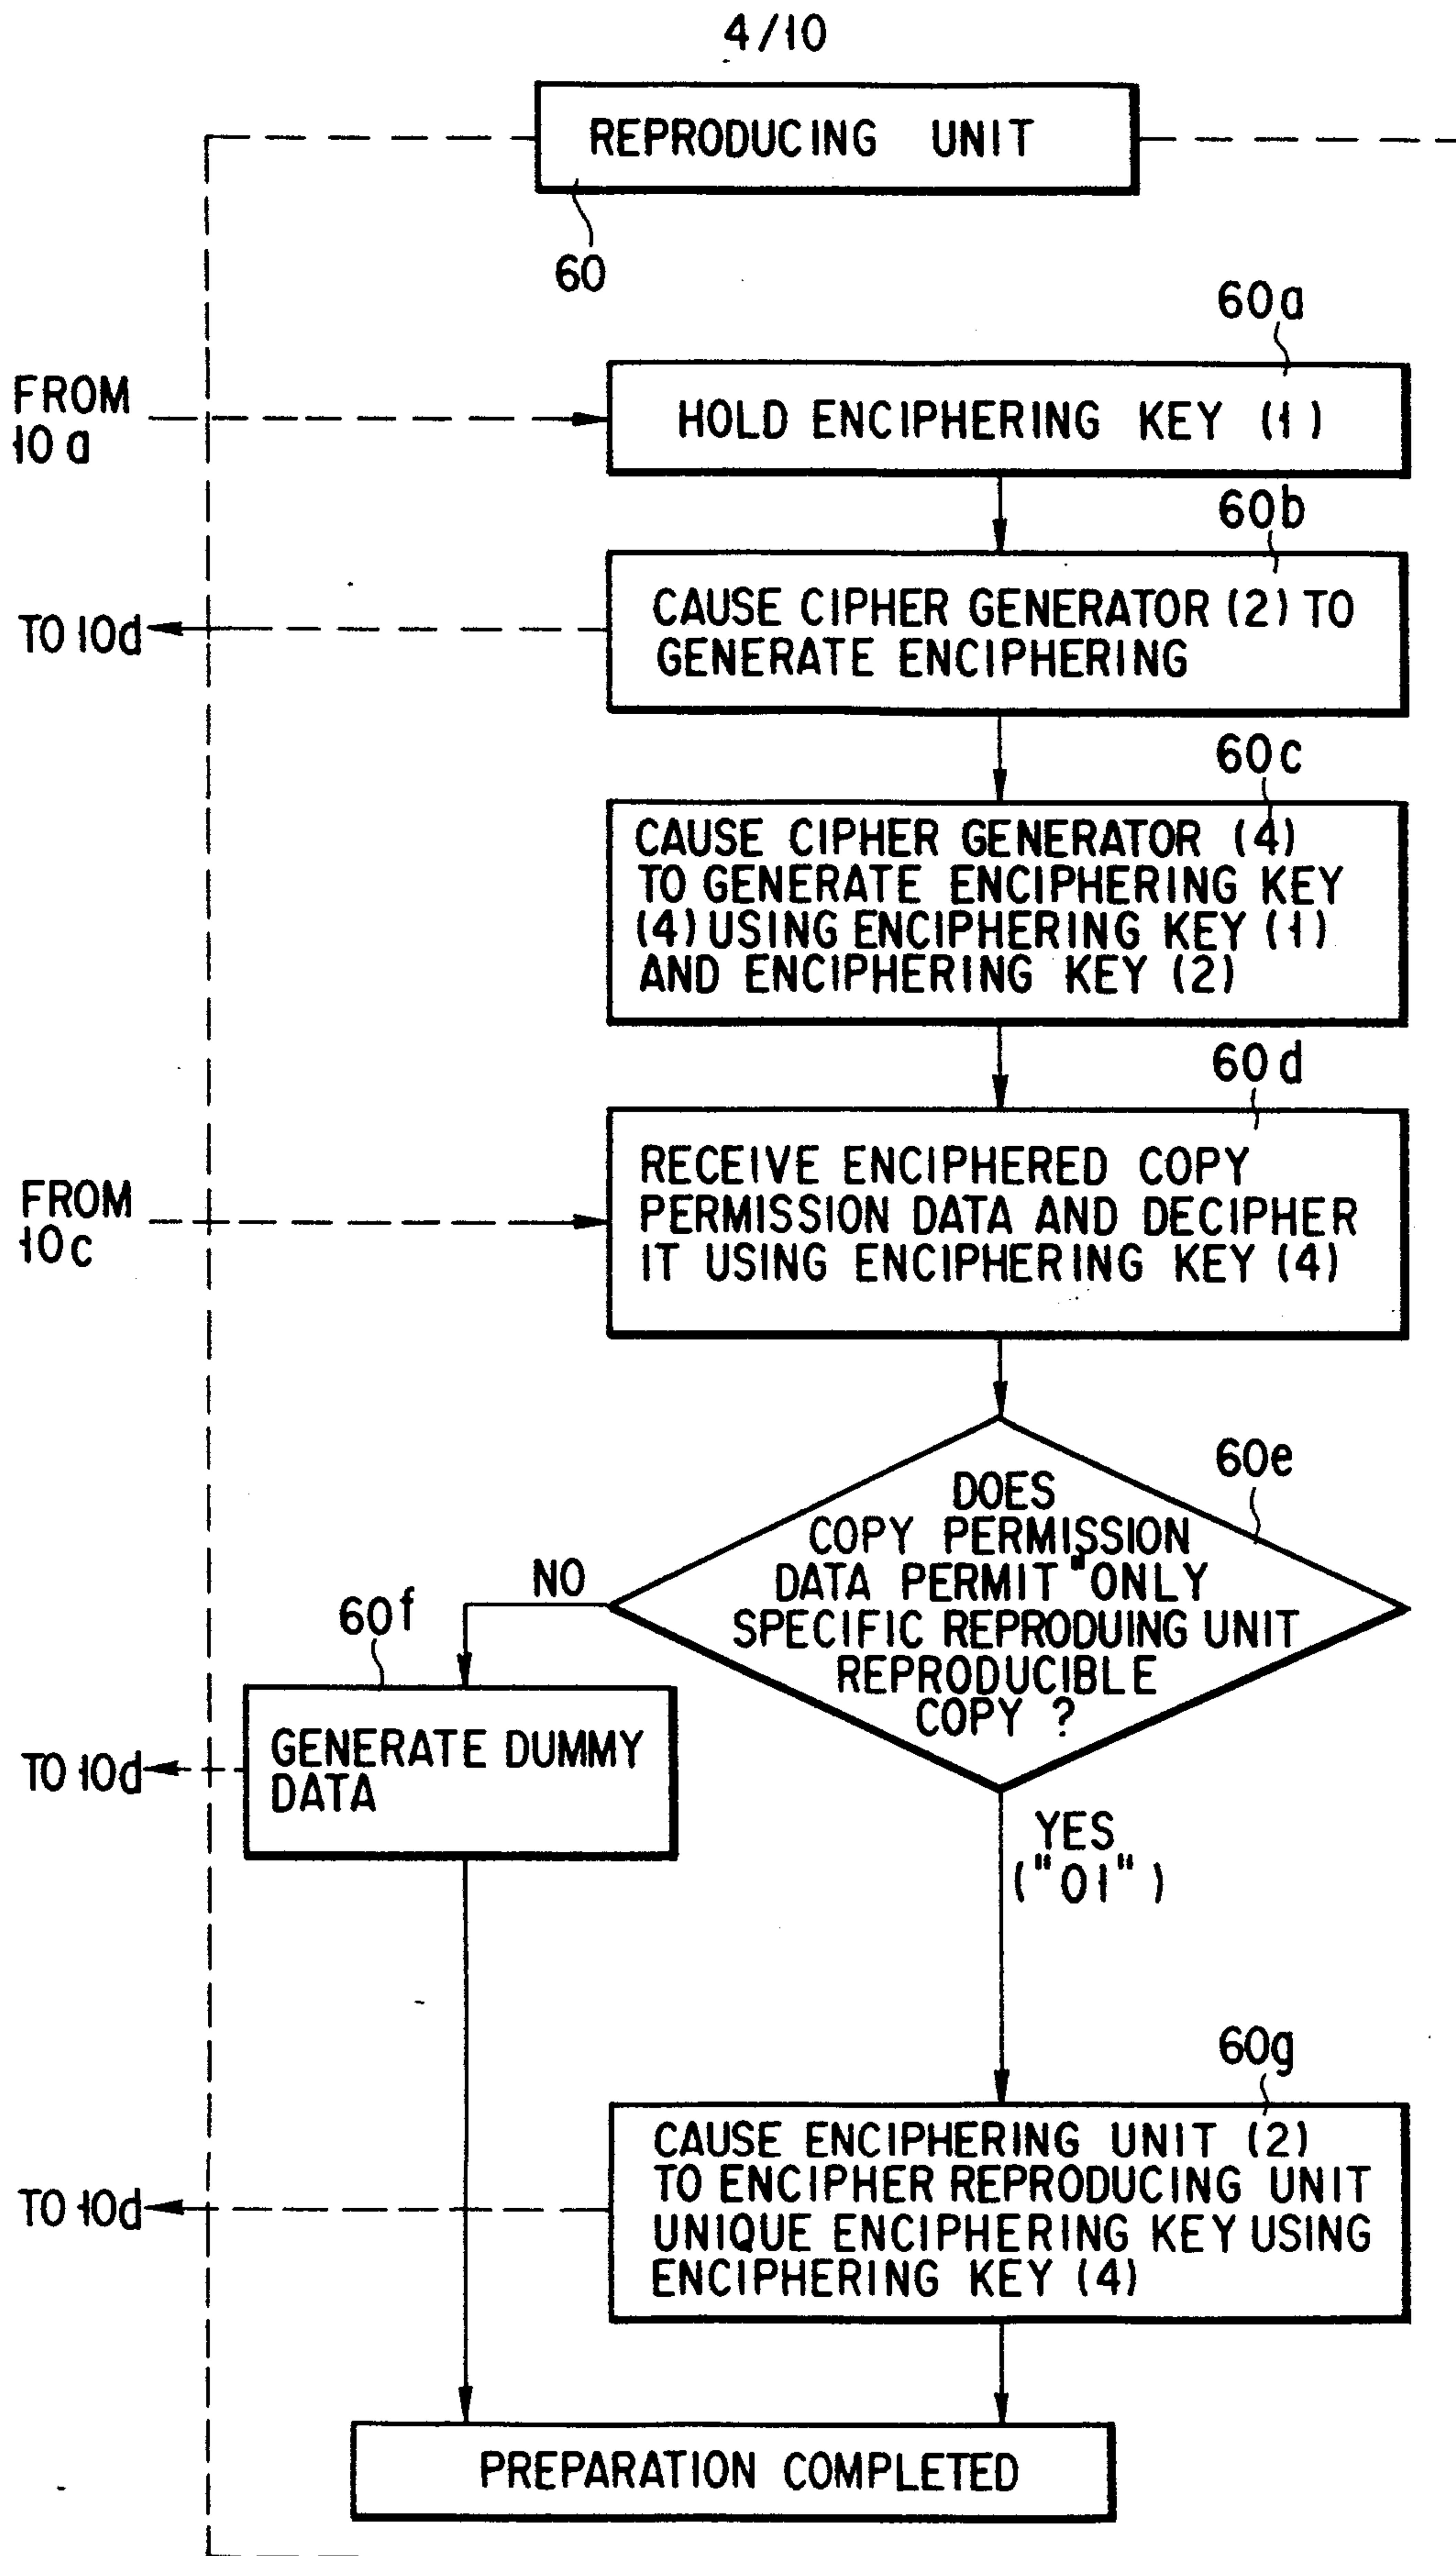 4/10
REPRODUCING UNIT
60
60a
FROM
10a
HOLD ENCIPHERING KEY (1)
60b
TO 10d
CAUSE CIPHER GENERATOR (2) TO
GENERATE ENCIPHERING
60c
CAUSE CIPHER GENERATOR (4)
TO GENERATE ENCIPHERING KEY
(4) USING ENCIPHERING KEY (1)
AND ENCIPHERING KEY (2)
60d
FROM
10c
RECEIVE ENCIPHERED COPY
PERMISSION DATA AND DECIPHER
IT USING ENCIPHERING KEY (4)
60e
DOES
COPY PERMISSION
DATA PERMIT "ONLY
SPECIFIC REPRODUING UNIT
REPRODUCIBLE
COPY ?
NO
60f
GENERATE DUMMY
DATA
TO 10d
YES
("01")
60g
CAUSE ENCIPHERING UNIT (2)
TO ENCIPHER REPRODUCING UNIT
UNIQUE ENCIPHERING KEY USING
ENCIPHERING KEY (4)
TO 10d
PREPARATION COMPLETED